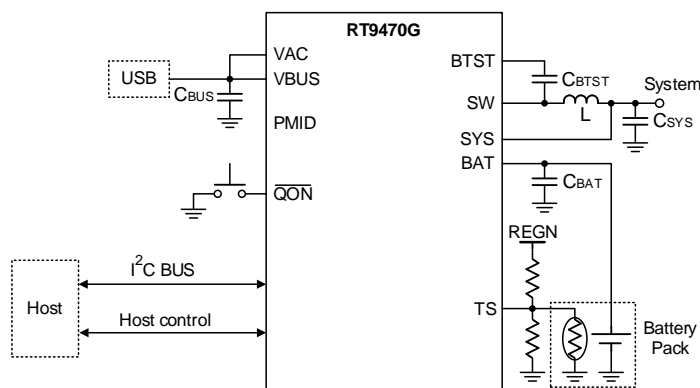 RT9470G
VAC
VBUS
PMID
QON
USB
CBUS
I2C BUS
Host
Host control
BTST
CBTST
SW
L
System
CSYS
SYS
BAT
CBAT
REGN
TS
Battery
Pack